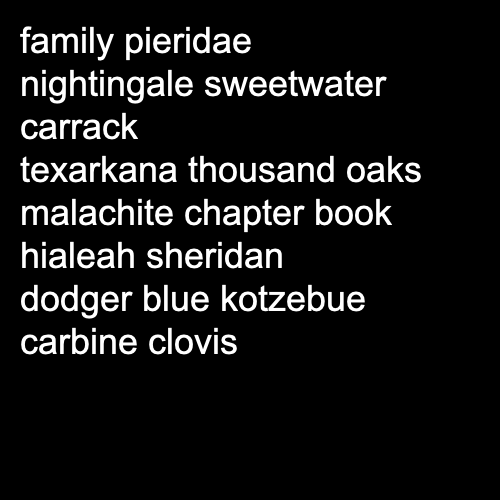 family pieridae
nightingale sweetwater
carrack
texarkana thousand oaks
malachite chapter book
hialeah sheridan
dodger blue kotzebue
carbine clovis